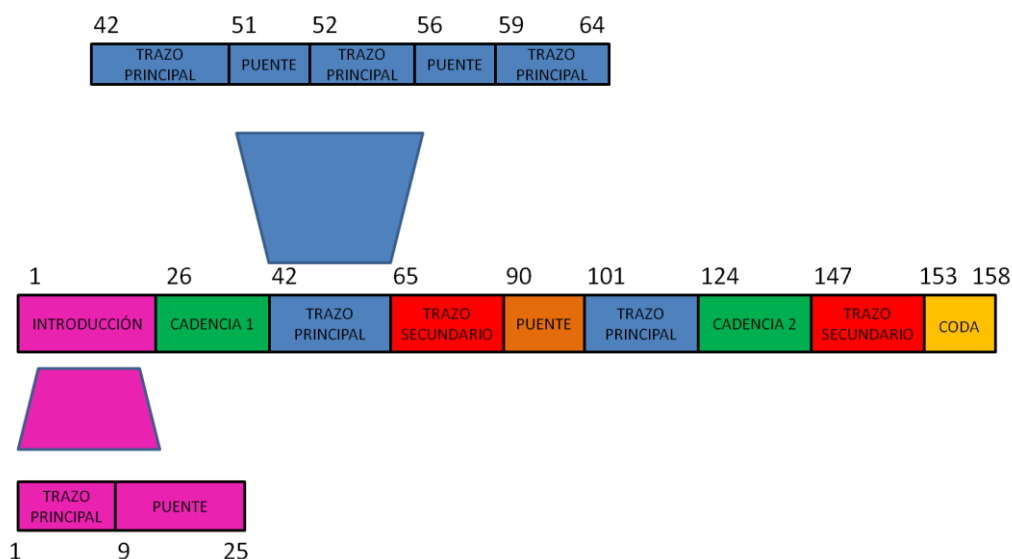 42 51 52 56 59 64
TRAZO PRINCIPAL PUENTE TRAZO PRINCIPAL PUENTE TRAZO PRINCIPAL
1 26 42 65 90 101 124 147 153 158
INTRODUCCIÓN CADENCIA 1 TRAZO PRINCIPAL TRAZO SECUNDARIO PUENTE TRAZO PRINCIPAL CADENCIA 2 TRAZO SECUNDARIO CODA
TRAZO PRINCIPAL PUENTE
1 9 25